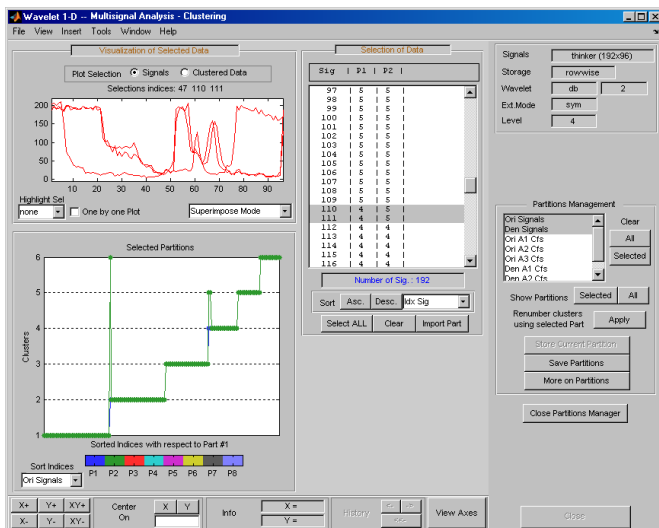 Wavelet 1-D -- Multisignal Analysis - Clustering
File View Insert Tools Window Help
Visualization of Selected Data
Plot Selection Signals Clustered Data
Selections indices: 47 110 111
200
150
100
50
0
10 20 30 40 50 60 70 80 90
Highlight Sel
none One by one Plot Superimpose Mode
Selected Partitions
6
5
4
3
2
1
Clusters
Sorted Indices with respect to Part #1
Sort Indices
Ori Signals
P1 P2 P3 P4 P5 P6 P7 P8
Selection of Data
Sig | P1 | P2 |
97 | 5 | 5 |
98 | 5 | 5 |
99 | 5 | 5 |
100 | 5 | 5 |
101 | 5 | 5 |
102 | 5 | 5 |
103 | 5 | 5 |
104 | 5 | 5 |
105 | 5 | 5 |
106 | 5 | 5 |
107 | 5 | 5 |
108 | 5 | 5 |
109 | 5 | 5 |
110 | 4 | 5 |
111 | 4 | 5 |
112 | 4 | 4 |
113 | 4 | 4 |
114 | 4 | 4 |
115 | 4 | 4 |
116 | 4 | 4 |
Number of Sig. : 192
Sort Asc. Desc. Idx Sig
Select ALL Clear Import Part
Signals thinker (192x96)
Storage rowwise
Wavelet db 2
Ext.Mode sym
Level 4
Partitions Management
Ori Signals
Den Signals
Ori A1 Cfs
Ori A2 Cfs
Ori A3 Cfs
Den A1 Cfs
Den A2 Cfs
Clear
All
Selected
Show Partitions Selected All
Renumber clusters
using selected Part Apply
Store Current Partition
Save Partitions
More on Partitions
Close Partitions Manager
X+ Y+ XY+
X- Y- XY-
Center
On
X Y
Info
X =
Y =
History
<- ->
<<-
View Axes
Close